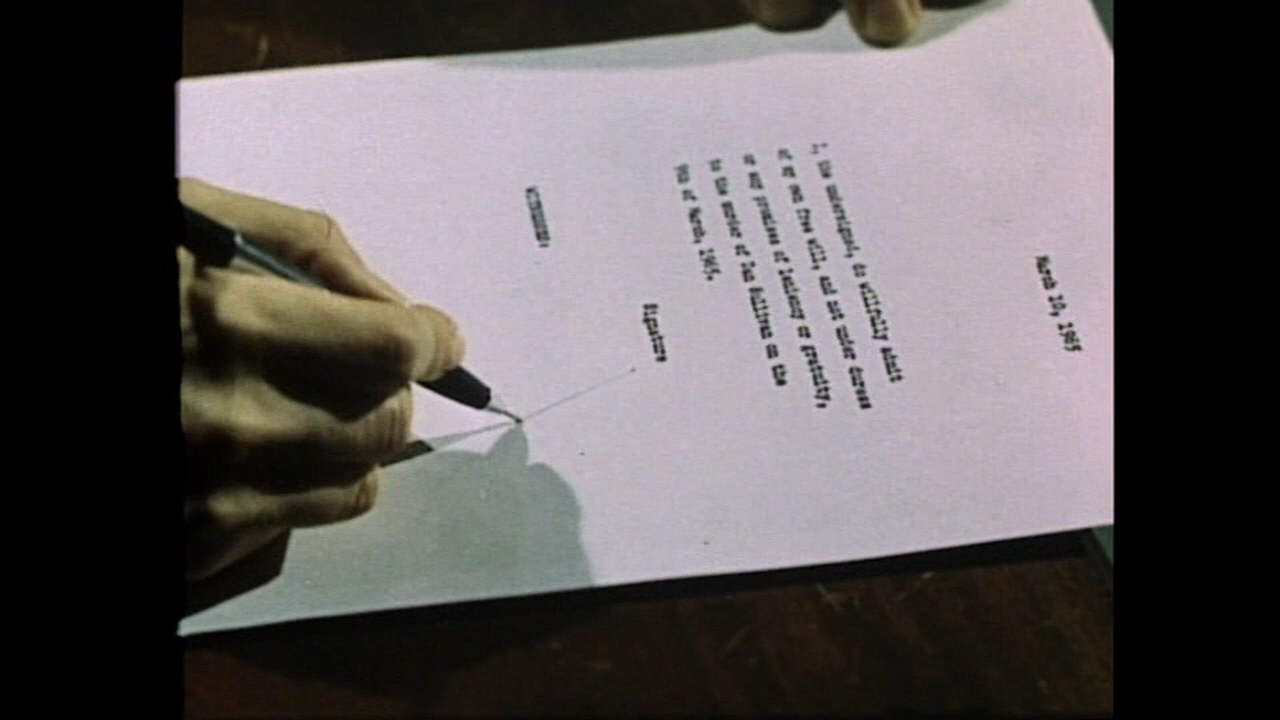 March 10, 1965
I, the undersigned, do willfully admit
of my own free will, and not under duress
or any promises of leniency or gratuity,
to the murder of Dan Sullivan on the
9th of March, 1965.
Signature
Witnesses: